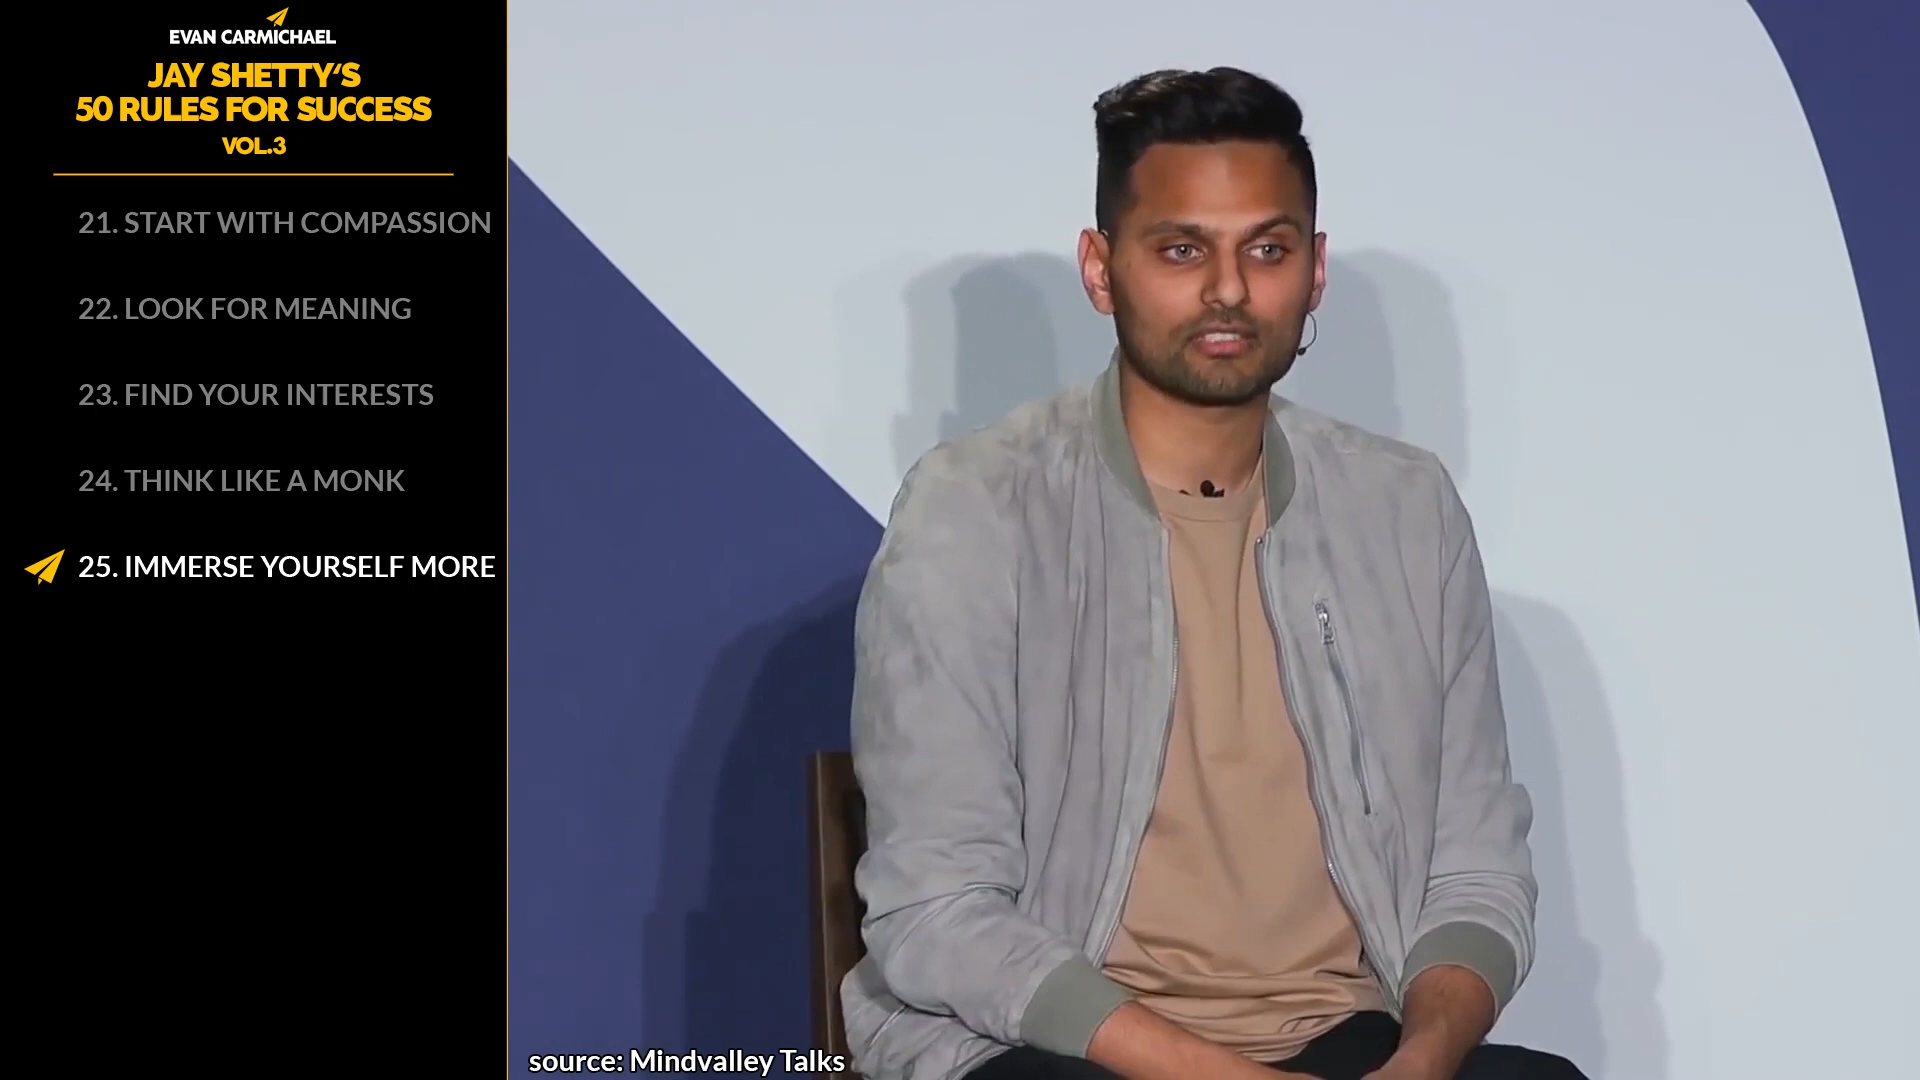 EVAN CARMICHAEL
JAY SHETTY'S
50 RULES FOR SUCCESS
VOL.3
21. START WITH COMPASSION
22. LOOK FOR MEANING
23. FIND YOUR INTERESTS
24. THINK LIKE A MONK
25. IMMERSE YOURSELF MORE
source: Mindvalley Talks